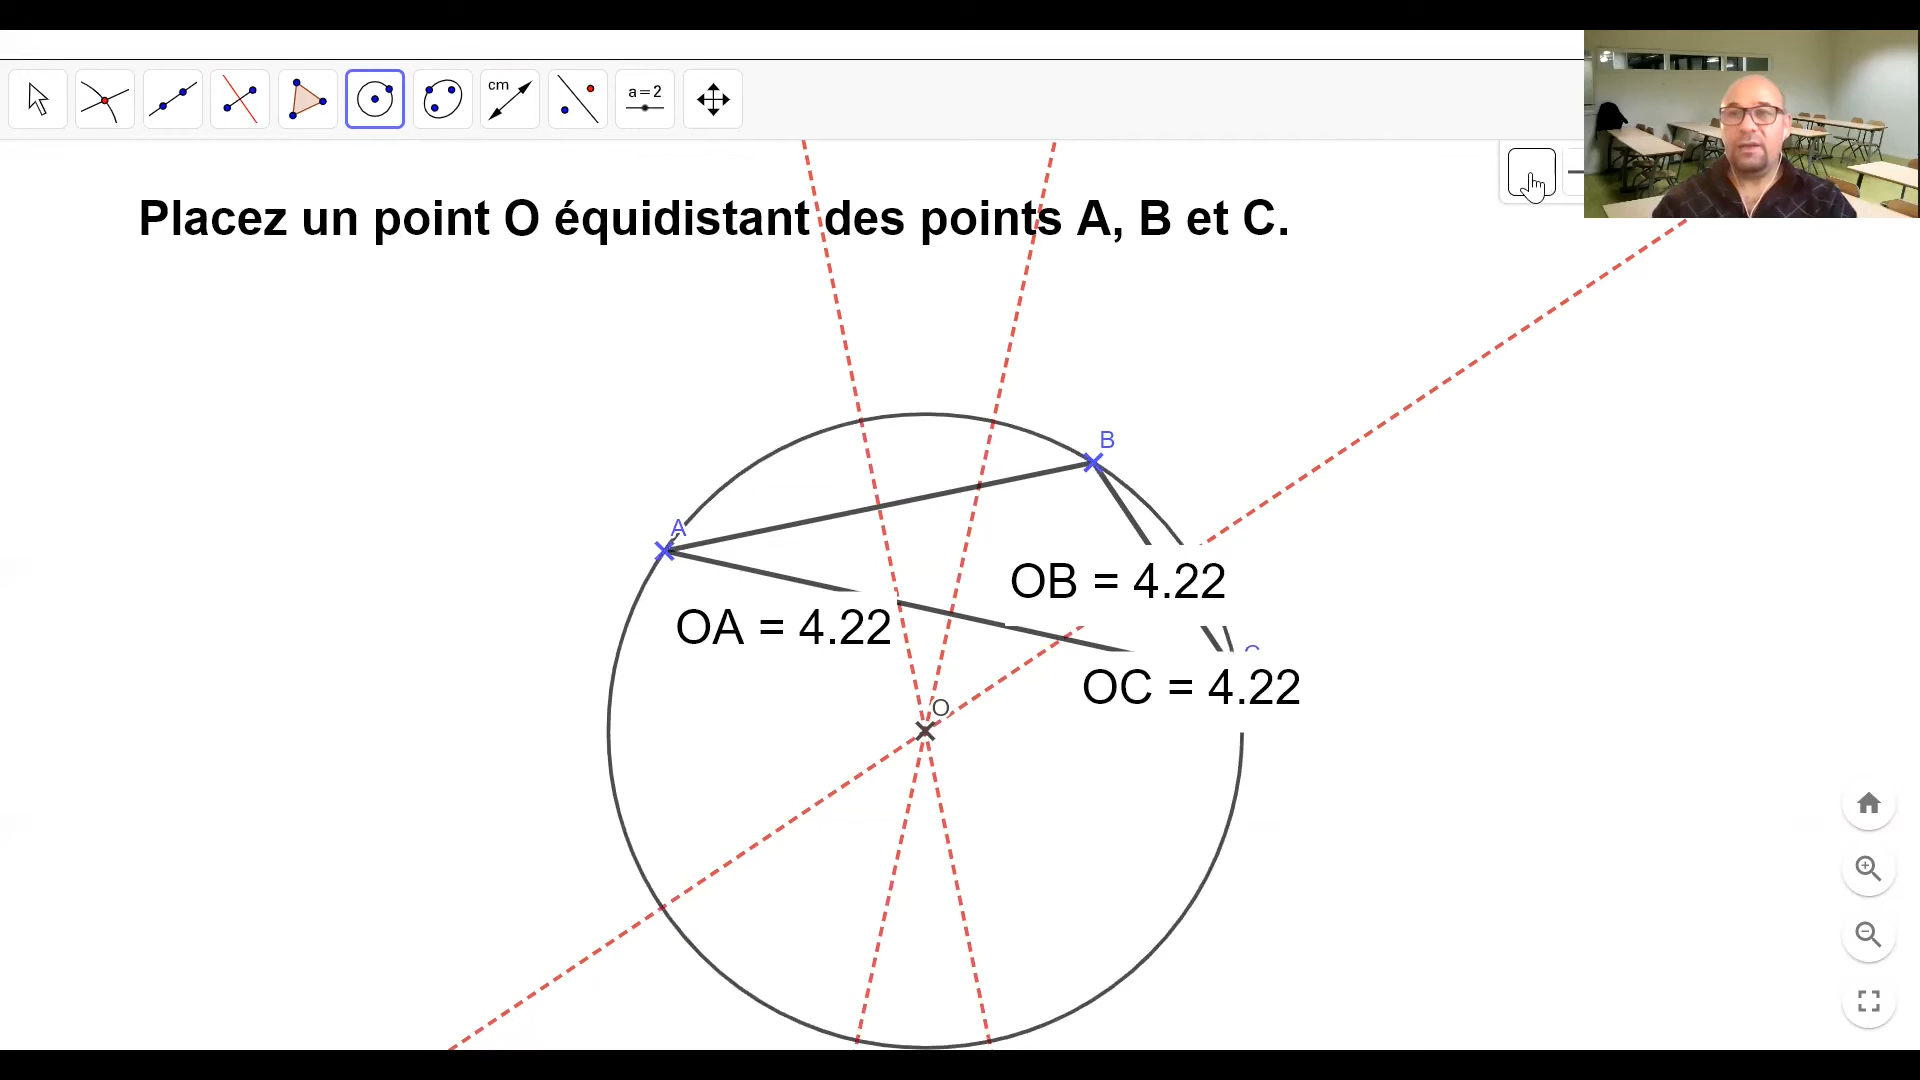 cm
a=2
Placez un point O équidistant des points A, B et C.
B
A
OB = 4.22
OA = 4.22
C
OC = 4.22
O